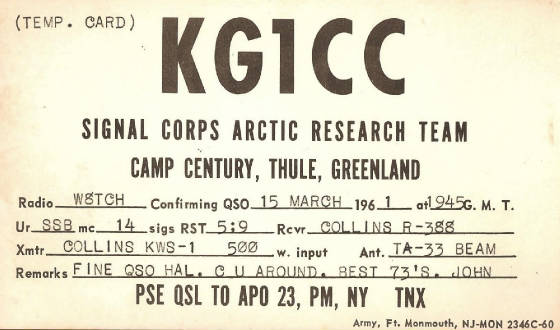 (TEMP. CARD)
KG1CC
SIGNAL CORPS ARCTIC RESEARCH TEAM
CAMP CENTURY, THULE, GREENLAND
Radio W8TCH Confirming QSO 15 MARCH 1961 at 1945 G. M. T.
Ur SSB mc 14 sigs RST 5:9 Rcvr COLLINS R-388
Xmtr COLLINS KWS-1 500 w. input Ant. TA-33 BEAM
Remarks FINE QSO HAL. C U AROUND. BEST 73'S. JOHN
PSE QSL TO APO 23, PM, NY TNX
Army, Ft. Monmouth, NJ-MON 2346C-60